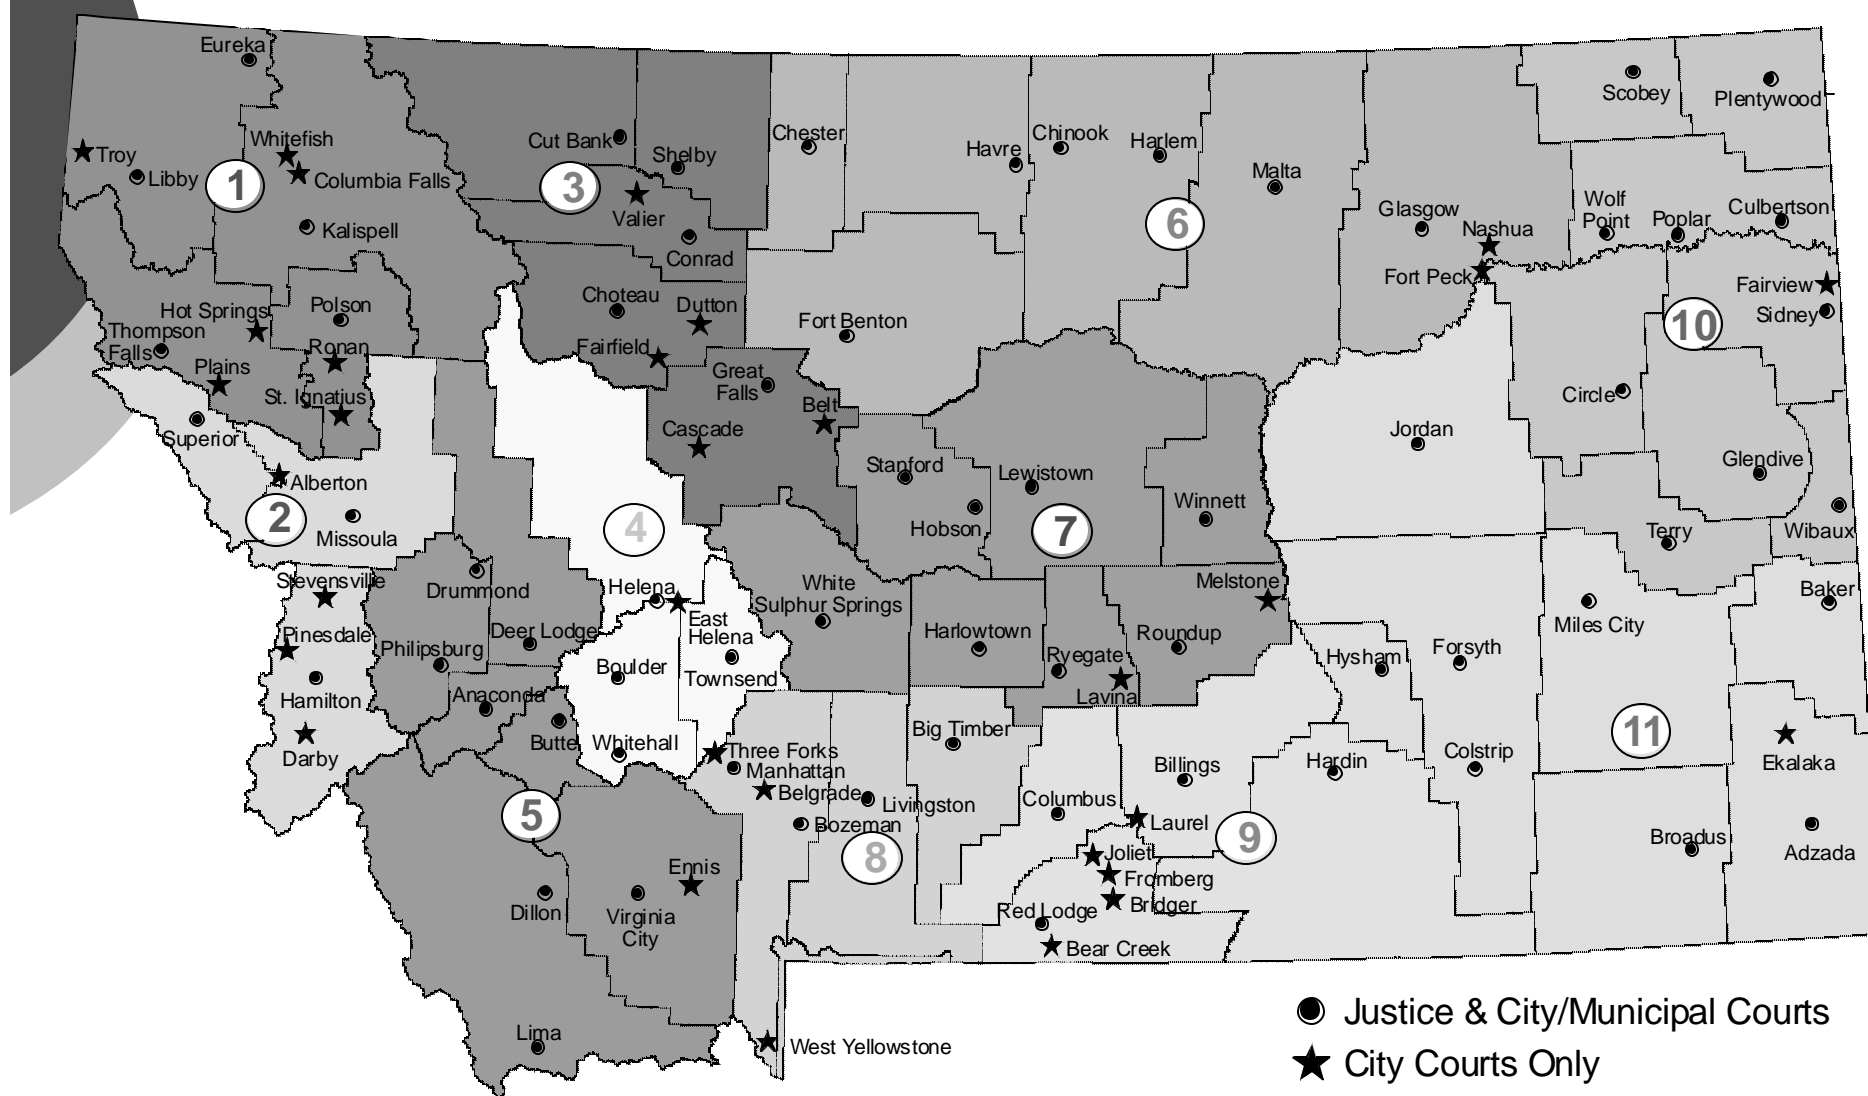 Eureka
Whitefish
Troy
Libby
1
Columbia Falls
Kalispell
Cut Bank
Shelby
3
Valier
Conrad
Chester
Havre
Chinook
Harlem
6
Malta
Scobey
Plentywood
Glasgow
Nashua
Fort Peck
Wolf
Point
Poplar
Culbertson
Fairview
Sidney
10
Hot Springs
Thompson
Falls
Plains
Polson
Ronan
St. Ignatius
Choteau
Dutton
Fairfield
Great
Falls
Belt
Cascade
Fort Benton
Stanford
Hobson
Lewistown
Winnett
7
Jordan
Circle
Glendive
Terry
Wibaux
Superior
Alberton
2
Missoula
4
Stevensville
Pinesdale
Hamilton
Darby
Drummond
Philipsburg
Deer Lodge
Anaconda
Butte
Helena
East
Helena
Townsend
Boulder
Whitehall
White
Sulphur Springs
Harlowtown
Ryegate
Lavina
Roundup
Melstone
Hysham
Forsyth
Miles City
Baker
Three Forks
Manhattan
Belgrade
Bozeman
Livingston
8
Big Timber
Columbus
Billings
Laurel
9
Hardin
Colstrip
11
Ekalaka
Broadus
Adzada
5
Dillon
Virginia
City
Ennis
Lima
Joliet
Fromberg
Bridger
Red Lodge
Bear Creek
West Yellowstone
Justice & City/Municipal Courts
City Courts Only